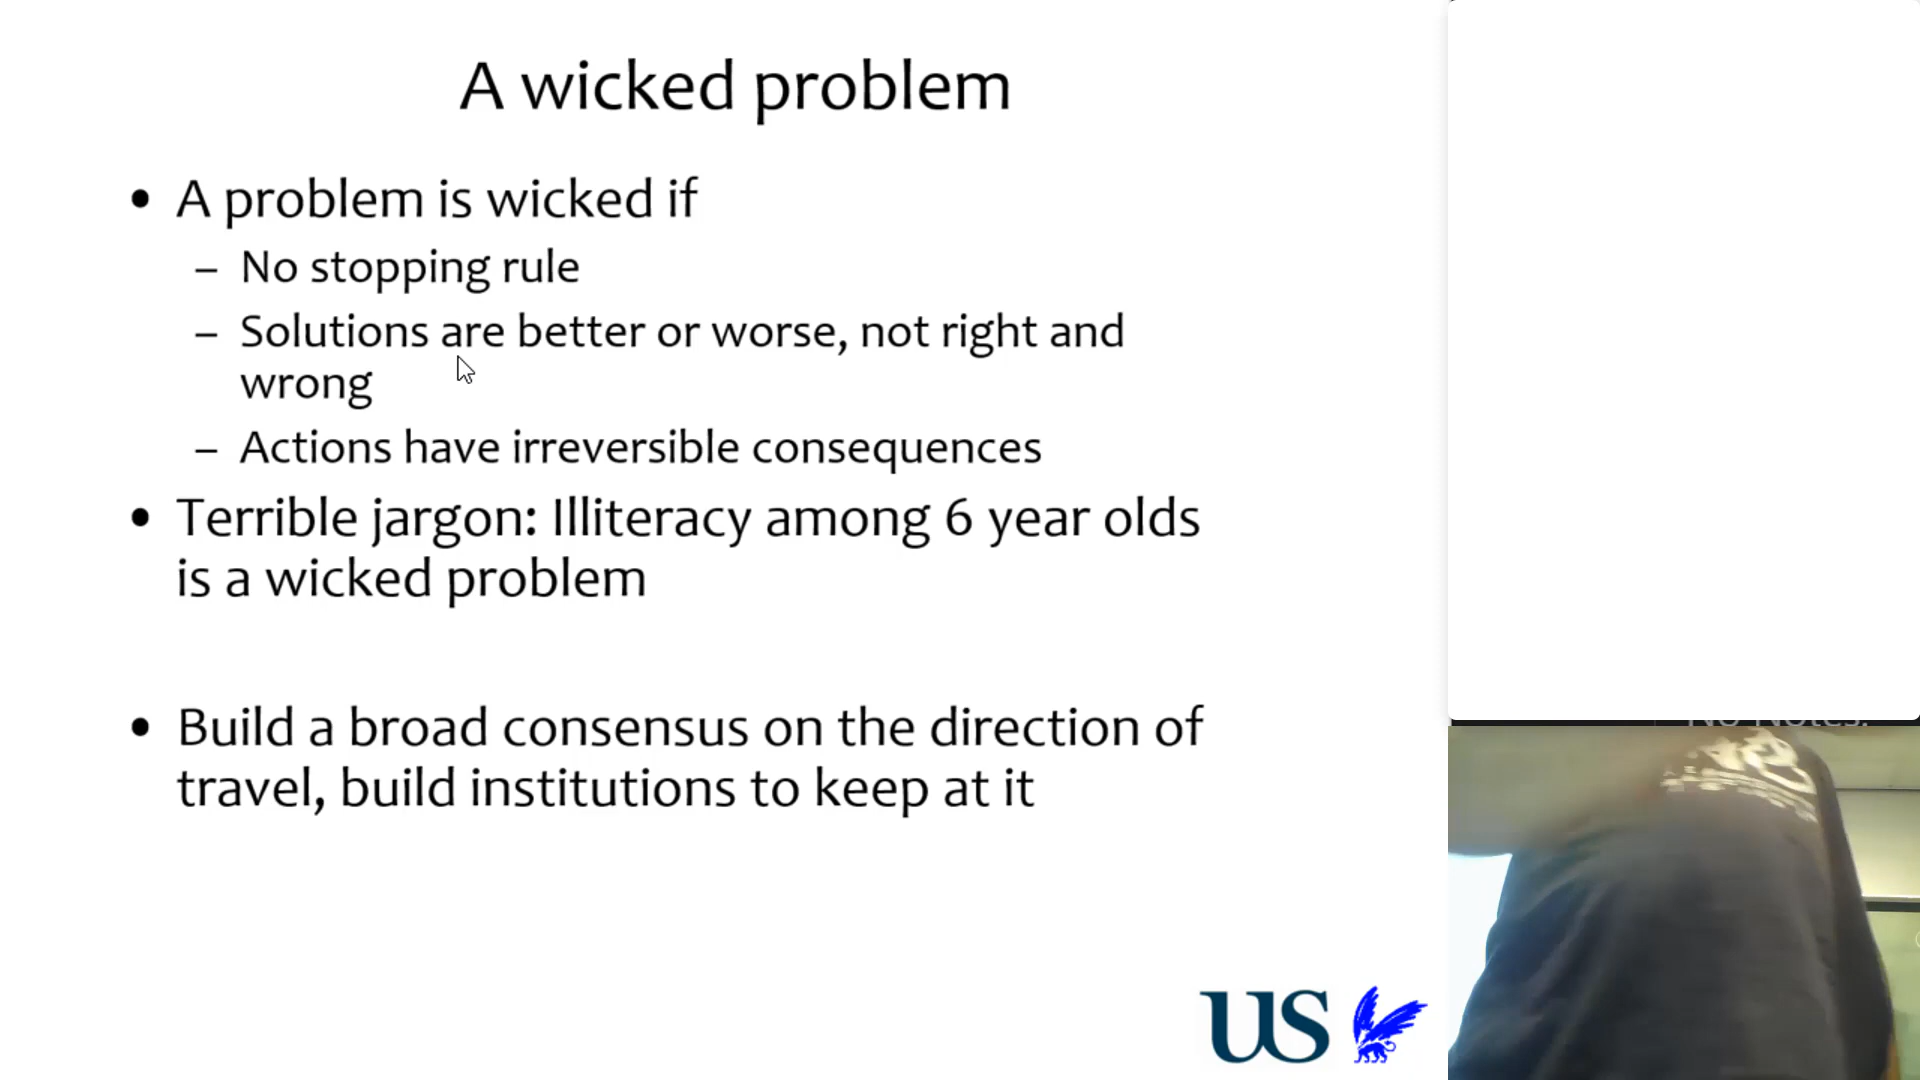 A wicked problem
• A problem is wicked if
– No stopping rule
– Solutions are better or worse, not right and
wrong
– Actions have irreversible consequences
• Terrible jargon: Illiteracy among 6 year olds
is a wicked problem
• Build a broad consensus on the direction of
travel, build institutions to keep at it
No Notes.
US